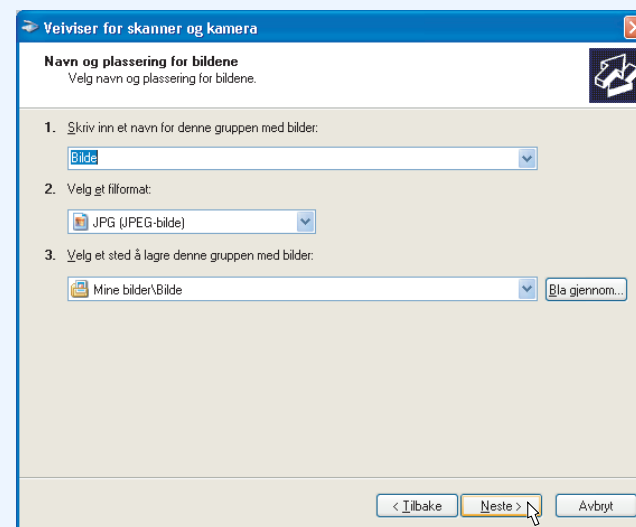 Veiviser for skanner og kamera
Navn og plassering for bildene
Velg navn og plassering for bildene.
1. Skriv inn et navn for denne gruppen med bilder:
Bilde
2. Velg et filformat:
JPG (JPEG-bilde)
3. Velg et sted å lagre denne gruppen med bilder:
Mine bilder\Bilde
Bla gjennom...
< Tilbake Neste > Avbryt